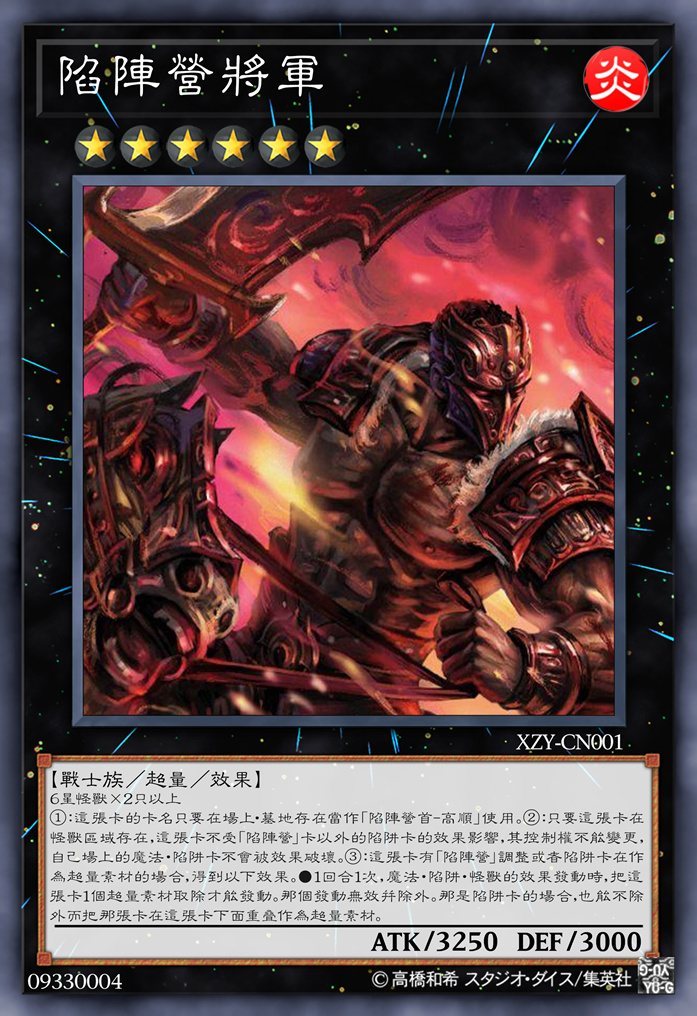 陷陣營將軍
炎
XZY-CN001
【戰士族／超量／效果】
6星怪獸×2只以上
①:這張卡的卡名只要在場上·墓地存在當作「陷陣營首-高順」使用。②:只要這張卡在
怪獸區域存在,這張卡不受「陷陣營」卡以外的陷阱卡的效果影響,其控制權不能變更,
自己場上的魔法·陷阱卡不會被效果破壞。③:這張卡有「陷陣營」調整或者陷阱卡在作
為超量素材的場合,得到以下效果。●1回合1次,魔法·陷阱·怪獸的效果發動時,把這
張卡1個超量素材取除才能發動。那個發動無效并除外。那是陷阱卡的場合,也能不除
外而把那張卡在這張卡下面重疊作為超量素材。
ATK/3250 DEF/3000
09330004
©高橋和希 スタジオ・ダイス/集英社